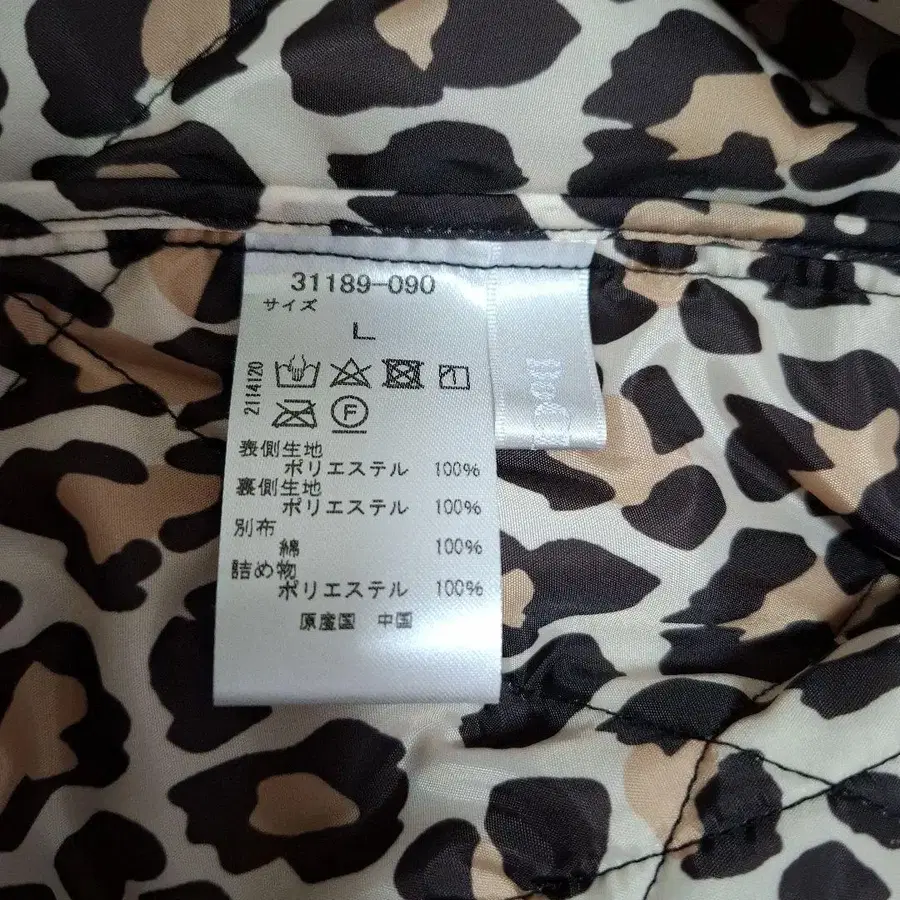 31189-090
サイズ
L
2114120
F
表側生地
ポリエステル 100%
裏側生地
ポリエステル 100%
別布
綿 100%
詰め物
ポリエステル 100%
原産国 中国